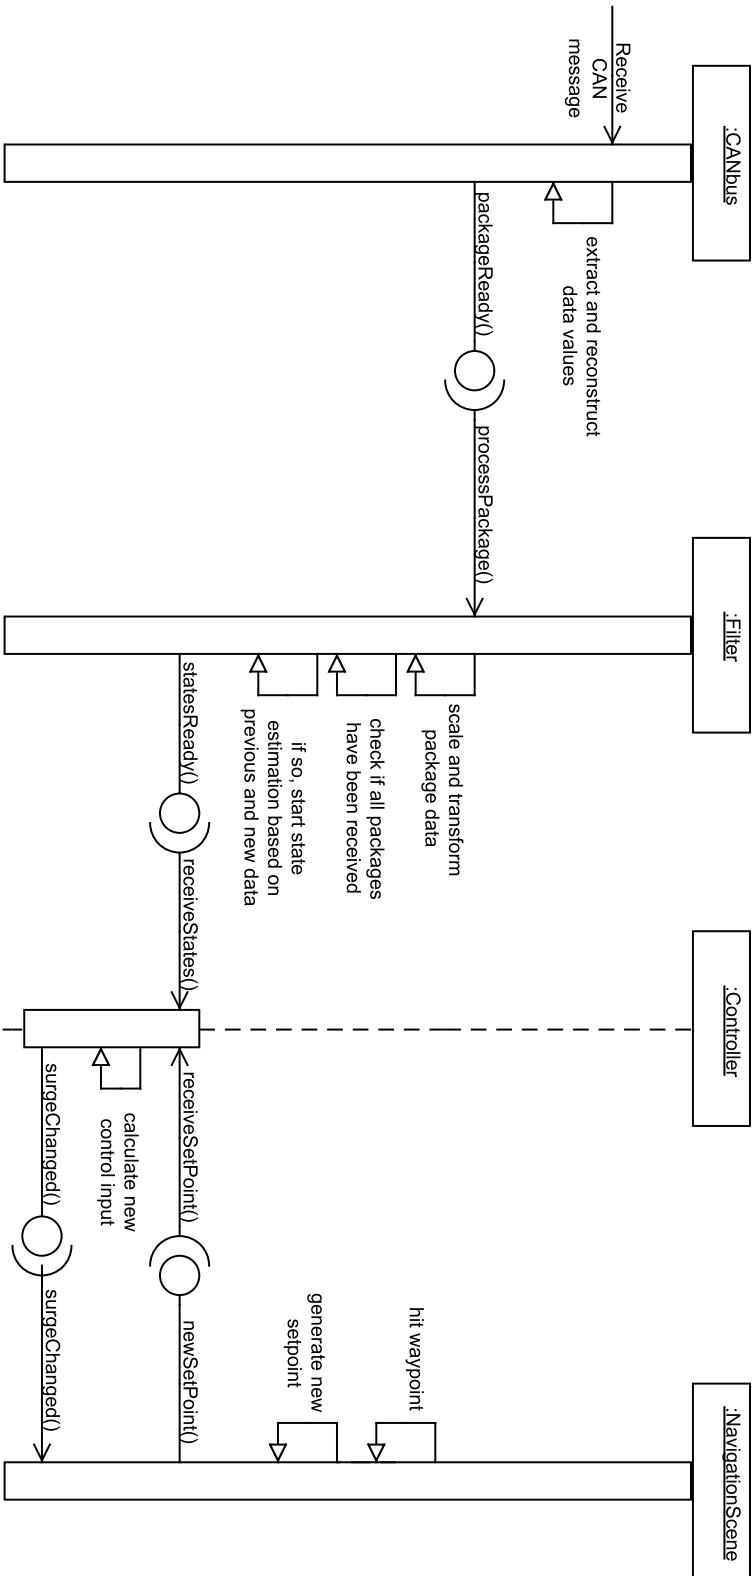 :CANbus
:Filter
:Controller
:NavigationScene
Receive
CAN
message
extract and reconstruct
data values
packageReady()
processPackage()
scale and transform
package data
check if all packages
have been received
if so, start state
estimation based on
previous and new data
hit waypoint
generate new
setpoint
statesReady()
receiveStates()
receiveSetPoint()
newSetPoint()
calculate new
control input
surgeChanged()
surgeChanged()